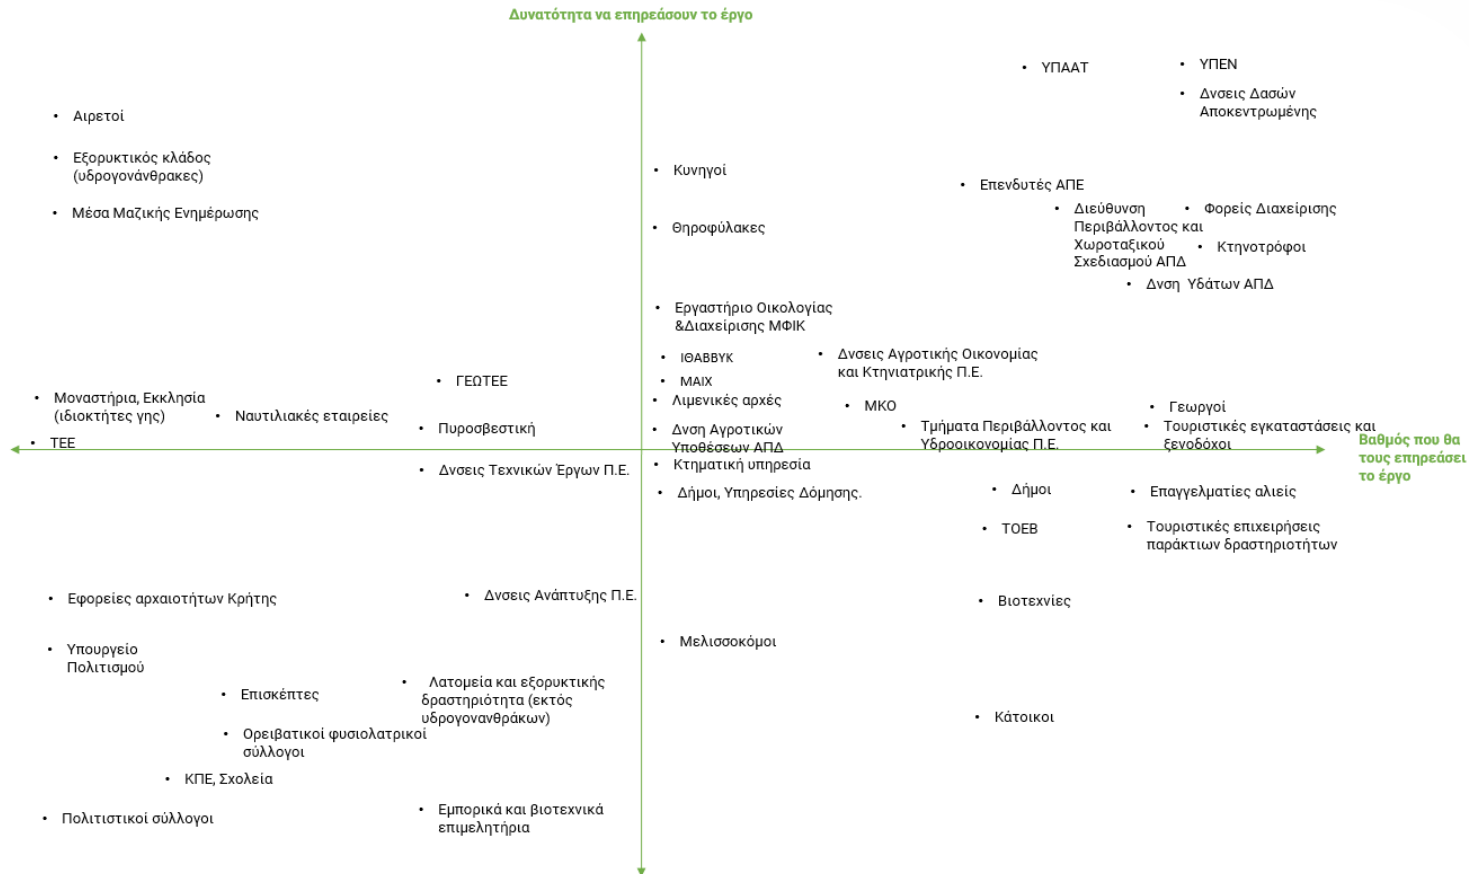 Δυνατότητα να επηρεάσουν το έργο
• ΥΠΑΑΤ
• ΥΠΕΝ
• Δνσεις Δασών
Αποκεντρωμένης
• Αιρετοί
• Εξορυκτικός κλάδος
(υδρογονάνθρακες)
• Μέσα Μαζικής Ενημέρωσης
• Κυνηγοί
• Θηροφύλακες
• Επενδυτές ΑΠΕ
• Διεύθυνση
Περιβάλλοντος και
Χωροταξικού
Σχεδιασμού ΑΠΔ
• Φορείς Διαχείρισης
• Κτηνοτρόφοι
• Δνση Υδάτων ΑΠΔ
• Εργαστήριο Οικολογίας
&Διαχείρισης ΜΦΙΚ
• ΙΘΑΒΒΥΚ
• ΜΑΙΧ
• Λιμενικές αρχές
• Δνση Αγροτικών
Υποθέσεων ΑΠΔ
• Δνσεις Αγροτικής Οικονομίας
και Κτηνιατρικής Π.Ε.
• ΜΚΟ
• Τμήματα Περιβάλλοντος και
Υδροοικονομίας Π.Ε.
• Γεωργοί
• Τουριστικές εγκαταστάσεις και
ξενοδόχοι
• ΓΕΩΤΕΕ
• Μοναστήρια, Εκκλησία
(ιδιοκτήτες γης)
• Ναυτιλιακές εταιρείες
• Πυροσβεστική
• ΤΕΕ
Βαθμός που θα
τους επηρεάσει
το έργο
• Δνσεις Τεχνικών Έργων Π.Ε.
• Κτηματική υπηρεσία
• Δήμοι, Υπηρεσίες Δόμησης.
• Δήμοι
• Επαγγελματίες αλιείς
• ΤΟΕΒ
• Τουριστικές επιχειρήσεις
παράκτιων δραστηριοτήτων
• Εφορείες αρχαιοτήτων Κρήτης
• Δνσεις Ανάπτυξης Π.Ε.
• Βιοτεχνίες
• Υπουργείο
Πολιτισμού
• Μελισσοκόμοι
• Επισκέπτες
• Λατομεία και εξορυκτικής
δραστηριότητα (εκτός
υδρογονανθράκων)
• Κάτοικοι
• Ορειβατικοί φυσιολατρικοί
σύλλογοι
• ΚΠΕ, Σχολεία
• Πολιτιστικοί σύλλογοι
• Εμπορικά και βιοτεχνικά
επιμελητήρια